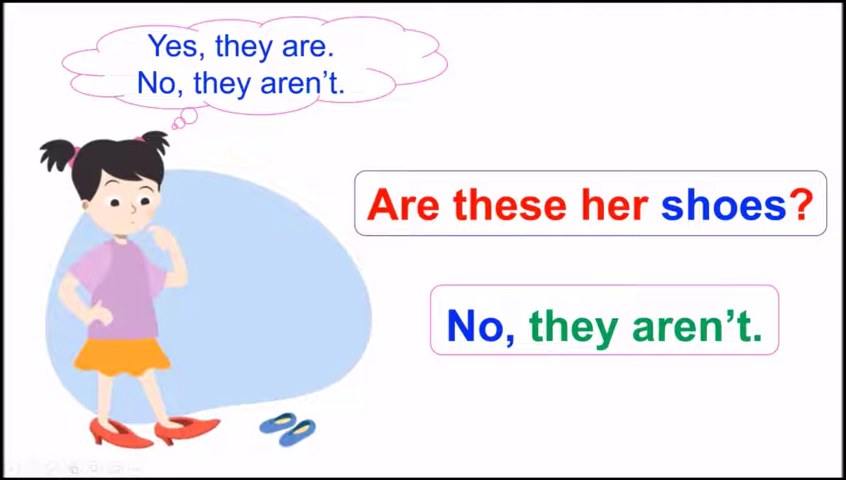 Yes, they are.
No, they aren't.
Are these her shoes?
No, they aren't.